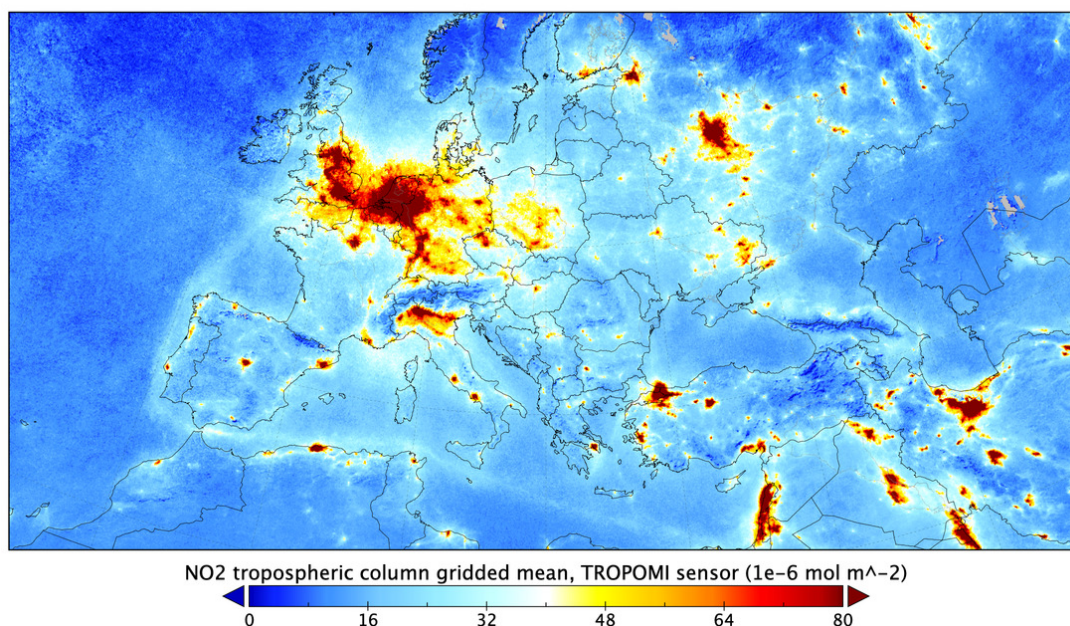 NO2 tropospheric column gridded mean, TROPOMI sensor (1e-6 mol m^-2)
0 16 32 48 64 80